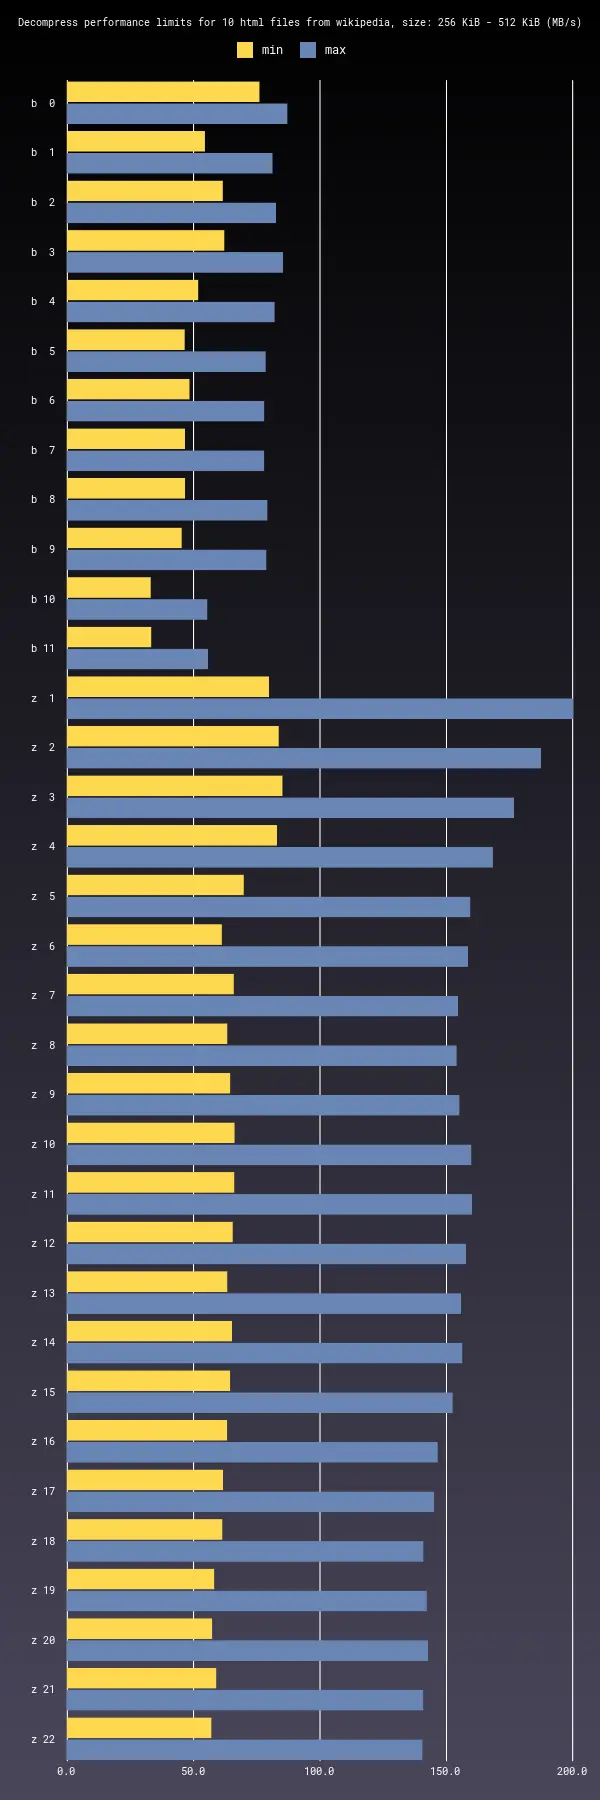 Decompress performance limits for 10 html files from wikipedia, size: 256 KiB - 512 KiB (MB/s)
min max
b 0
b 1
b 2
b 3
b 4
b 5
b 6
b 7
b 8
b 9
b 10
b 11
z 1
z 2
z 3
z 4
z 5
z 6
z 7
z 8
z 9
z 10
z 11
z 12
z 13
z 14
z 15
z 16
z 17
z 18
z 19
z 20
z 21
z 22
0.0 50.0 100.0 150.0 200.0